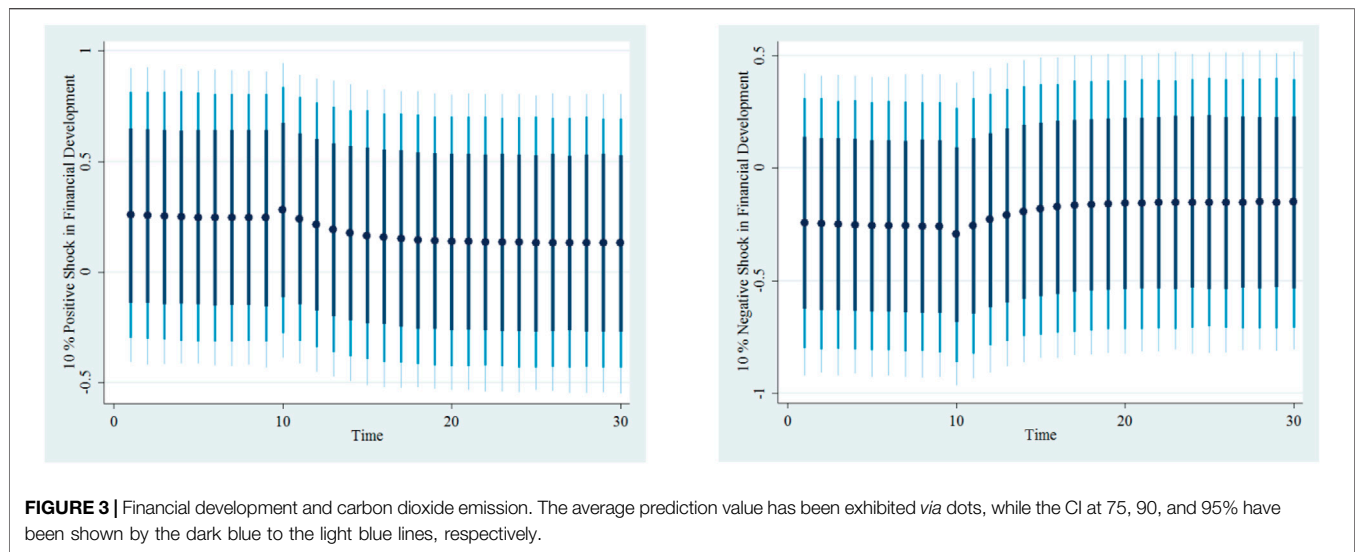 10 % Positive Shock in Financial Development
1
0.5
0
-0.5
0
10
20
30
Time
10 % Negative Shock in Financial Development
0.5
0
-0.5
-1
0
10
20
30
Time
FIGURE 3 | Financial development and carbon dioxide emission. The average prediction value has been exhibited via dots, while the CI at 75, 90, and 95% have
been shown by the dark blue to the light blue lines, respectively.